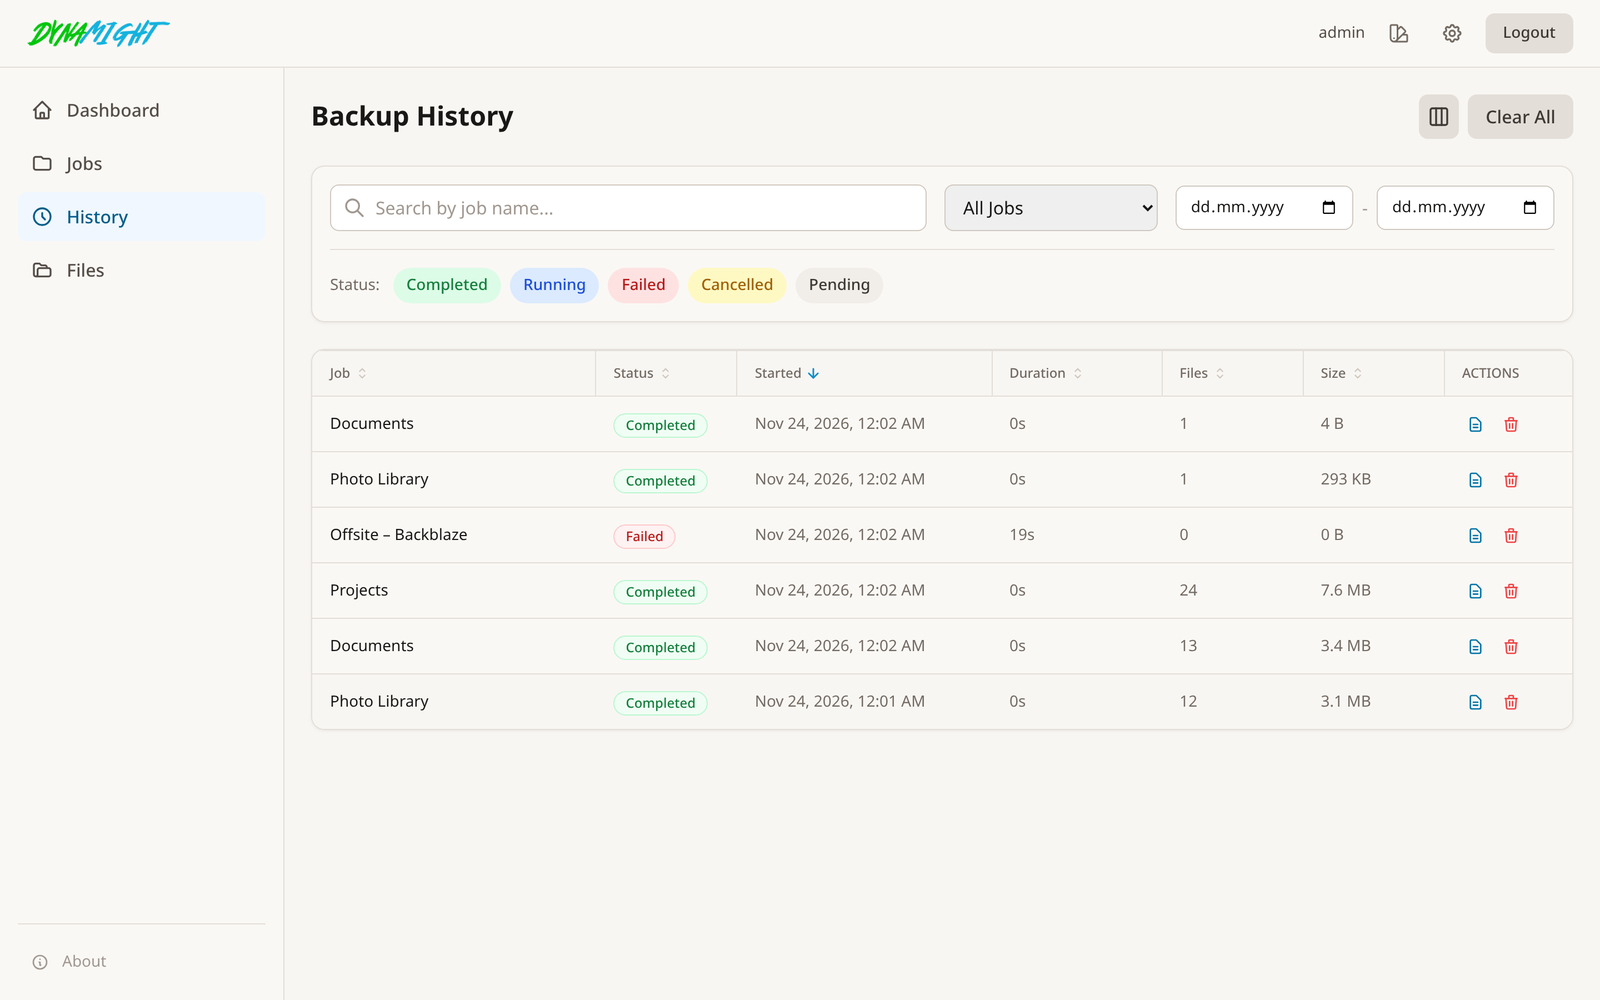 DYNAMIGHT
admin
Logout
Dashboard
Jobs
History
Files
About
Backup History
Clear All
Search by job name...
All Jobs
dd.mm.yyyy - dd.mm.yyyy
Status: Completed Running Failed Cancelled Pending
Job Status Started Duration Files Size ACTIONS
Documents Completed Nov 24, 2026, 12:02 AM 0s 1 4 B
Photo Library Completed Nov 24, 2026, 12:02 AM 0s 1 293 KB
Offsite – Backblaze Failed Nov 24, 2026, 12:02 AM 19s 0 0 B
Projects Completed Nov 24, 2026, 12:02 AM 0s 24 7.6 MB
Documents Completed Nov 24, 2026, 12:02 AM 0s 13 3.4 MB
Photo Library Completed Nov 24, 2026, 12:01 AM 0s 12 3.1 MB